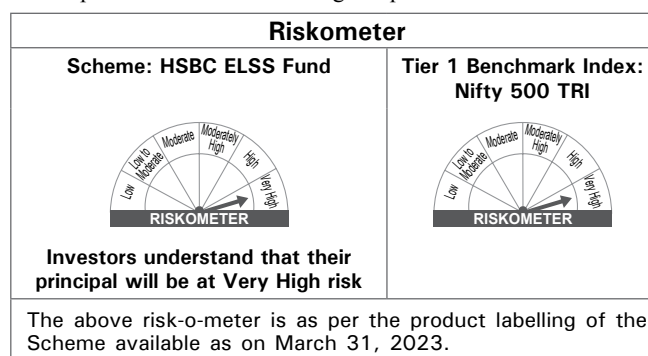 Riskometer
Scheme: HSBC ELSS Fund
Low
Low to
Moderate
Moderate
Moderately
High
High
Very High
RISKOMETER
Investors understand that their
principal will be at Very High risk
Tier 1 Benchmark Index:
Nifty 500 TRI
Low
Low to
Moderate
Moderate
Moderately
High
High
Very High
RISKOMETER
The above risk-o-meter is as per the product labelling of the
Scheme available as on March 31, 2023.